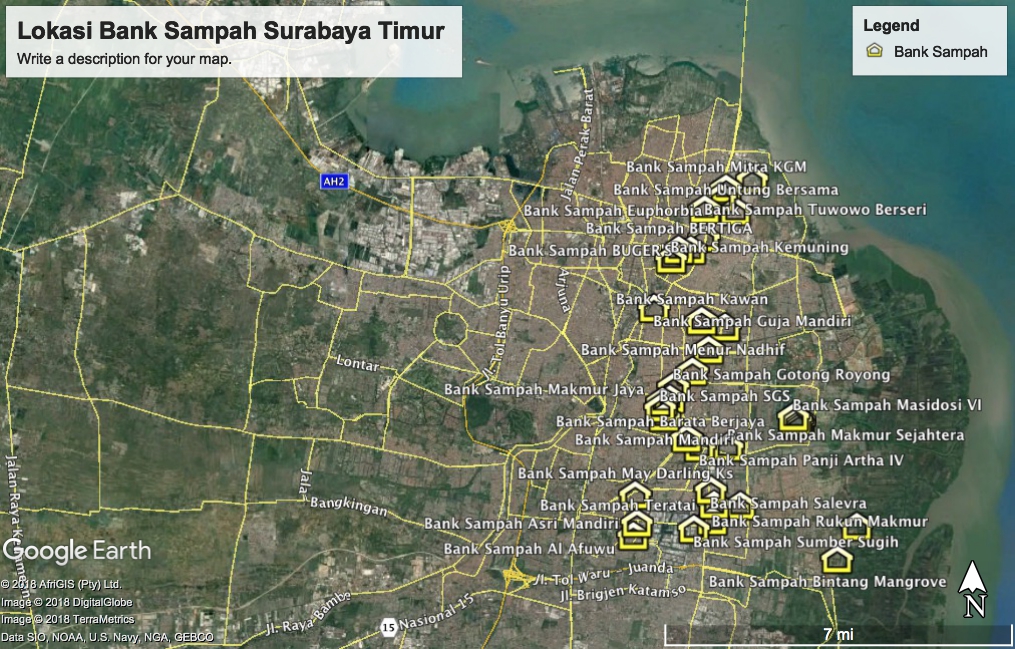 Lokasi Bank Sampah Surabaya Timur
Write a description for your map.
Legend
Bank Sampah
AH2
Jalan Perak Barat
Bank Sampah Mitra KGM
Bank Sampah Untung Bersama
Bank Sampah Euphorbia
Bank Sampah Tuwowo Berseri
Bank Sampah BERTIGA
Bank Sampah BUGER
Bank Sampah Kemuning
Jl. Tol Banyu Urip
Arjuna
Bank Sampah Kawan
Bank Sampah Guja Mandiri
Bank Sampah Menur Nadhif
Lontar
Bank Sampah Gotong Royong
Bank Sampah Makmur Jaya
Bank Sampah SGS
Bank Sampah Masidosi VI
Bank Sampah Barata Berjaya
Bank Sampah Mandiri
Bank Sampah Makmur Sejahtera
Bank Sampah Panji Artha IV
Bank Sampah May Darling Ks
Jalan
Bangkingan
Bank Sampah Teratai
Bank Sampah Salevra
Bank Sampah Asri Mandiri
Bank Sampah Rukun Makmur
Bank Sampah Al Afuwu
Bank Sampah Sumber Sugih
Jalan Raya
Google Earth
Jl. Tol Waru - Juanda
Bank Sampah Bintang Mangrove
Jl. Brigjen Katamso
© 2018 AfriGIS (Pty) Ltd.
Image © 2018 DigitalGlobe
Image © 2018 TerraMetrics
Data SIO, NOAA, U.S. Navy, NGA, GEBCO
Jl. Raya Bambe
15
Nasional 15
N
7 mi